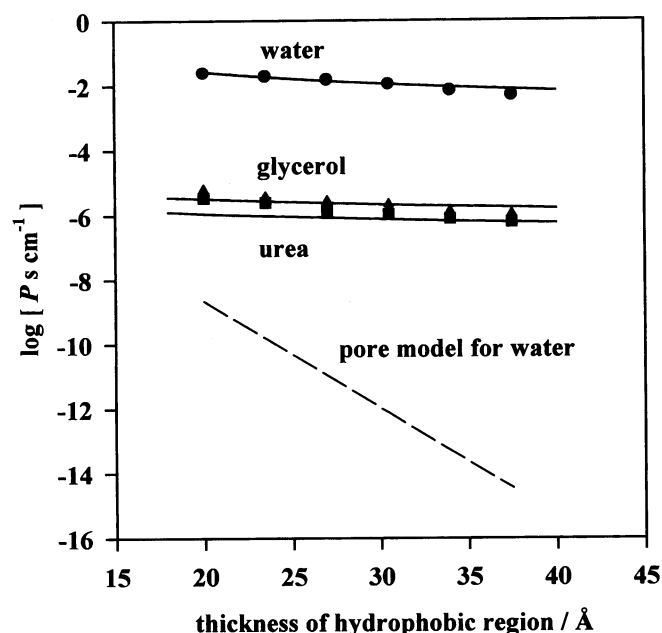 0
-2
-4
-6
-8
-10
-12
-14
-16
log [ P s cm⁻¹ ]
water
glycerol
urea
pore model for water
15 20 25 30 35 40 45
thickness of hydrophobic region / Å